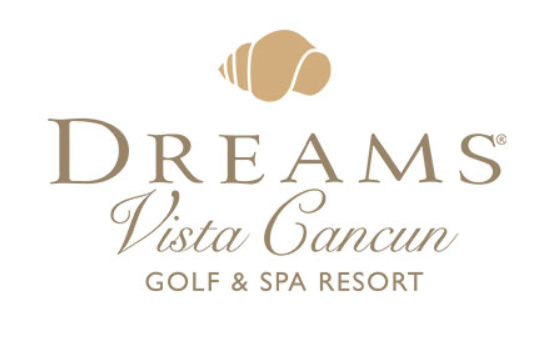 DREAMS®
Vista Cancun
GOLF & SPA RESORT